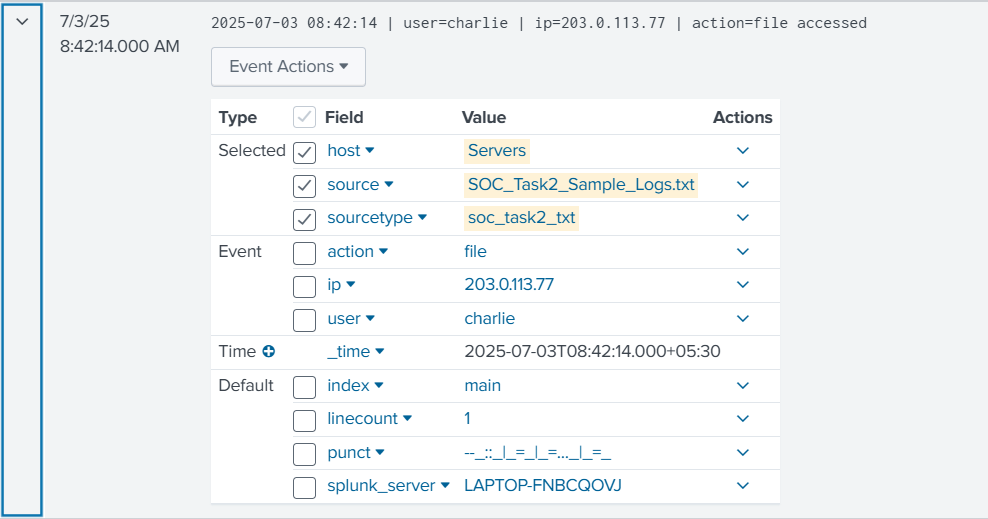 7/3/25
8:42:14.000 AM
2025-07-03 08:42:14 | user=charlie | ip=203.0.113.77 | action=file accessed
Event Actions
Type Field Value Actions
Selected host Servers
source SOC_Task2_Sample_Logs.txt
sourcetype soc_task2_txt
Event action file
ip 203.0.113.77
user charlie
Time _time 2025-07-03T08:42:14.000+05:30
Default index main
linecount 1
punct --_::_|_=_|_=..._|_=_
splunk_server LAPTOP-FNBCQOVJ